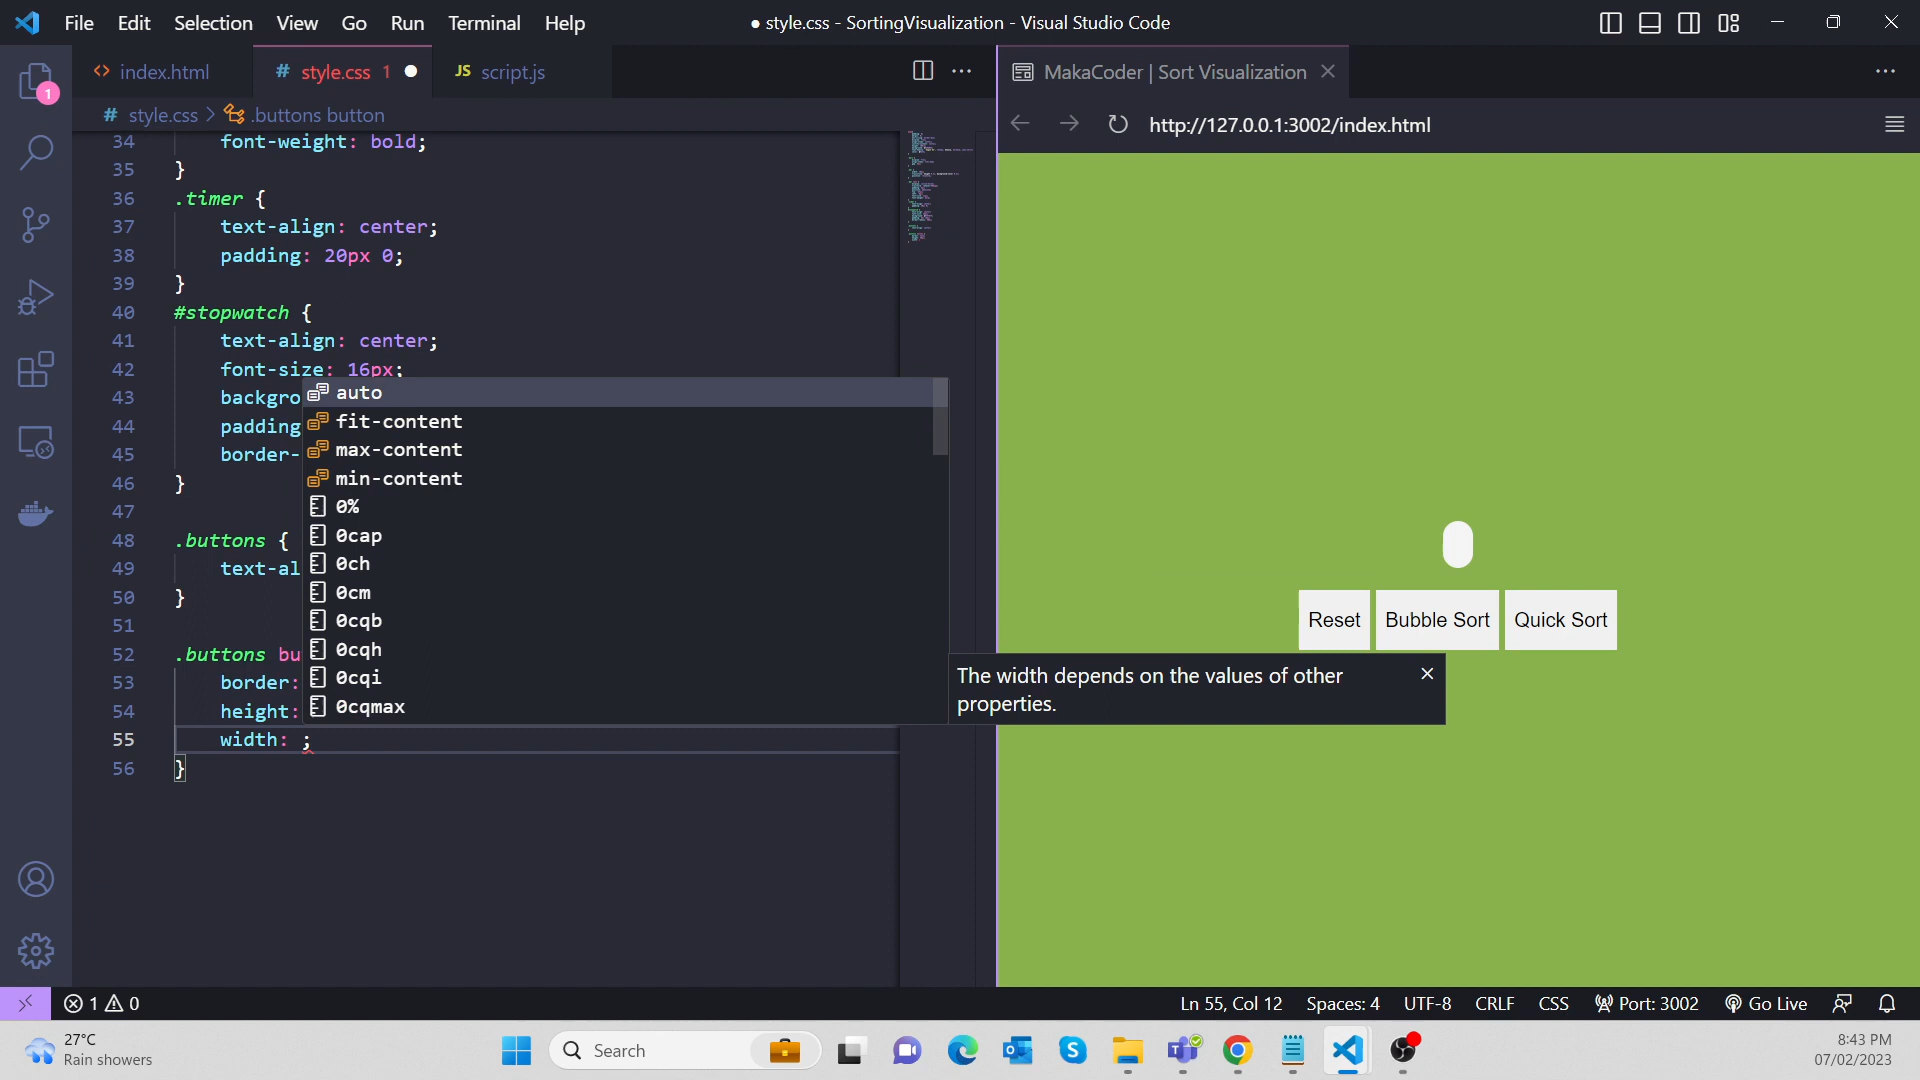 File Edit Selection View Go Run Terminal Help
● style.css - SortingVisualization - Visual Studio Code
<> index.html
# style.css 1 ●
JS script.js
MakaCoder | Sort Visualization
# style.css > .buttons button
http://127.0.0.1:3002/index.html
1
34 font-weight: bold;
35 }
36 .timer {
37 text-align: center;
38 padding: 20px 0;
39 }
40 #stopwatch {
41 text-align: center;
42 font-size: 16px;
43 backgro
44 padding
45 border-
46 }
47
48 .buttons {
49 text-al
50 }
51
52 .buttons bu
53 border:
54 height:
55 width: ;
56 }
auto
fit-content
max-content
min-content
0%
0cap
0ch
0cm
0cqb
0cqh
0cqi
0cqmax
The width depends on the values of other
properties.
Reset Bubble Sort Quick Sort
1 0
Ln 55, Col 12 Spaces: 4 UTF-8 CRLF CSS Port: 3002 Go Live
27°C
Rain showers
Search
8:43 PM
07/02/2023